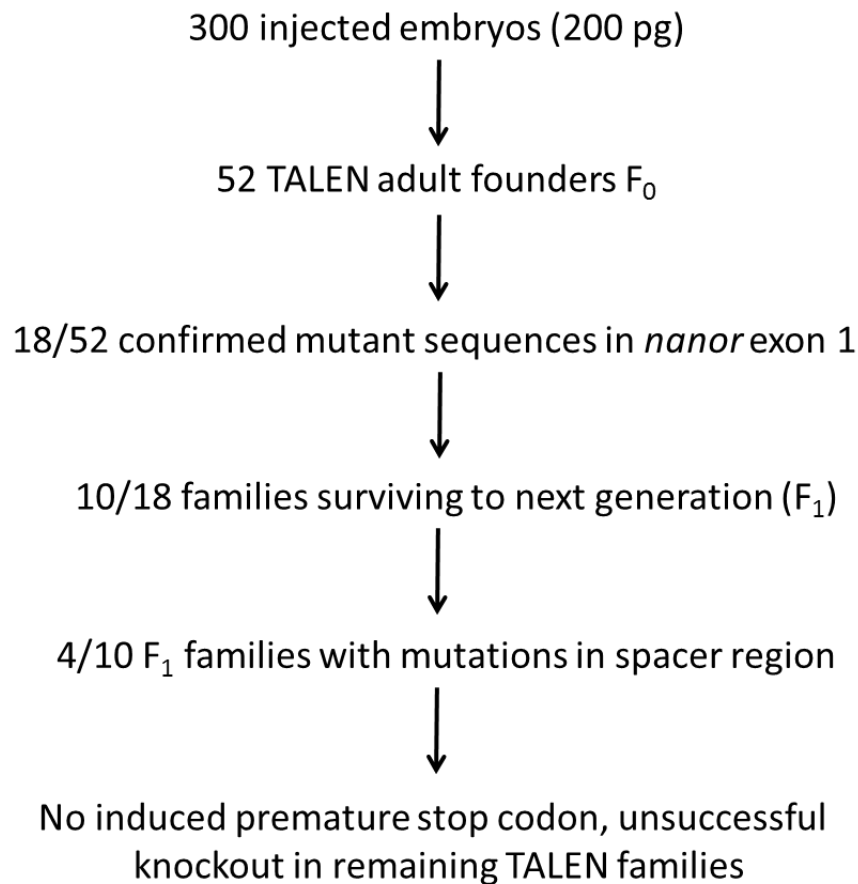 300 injected embryos (200 pg)
52 TALEN adult founders F₀
18/52 confirmed mutant sequences in nanor exon 1
10/18 families surviving to next generation (F₁)
4/10 F₁ families with mutations in spacer region
No induced premature stop codon, unsuccessful
knockout in remaining TALEN families